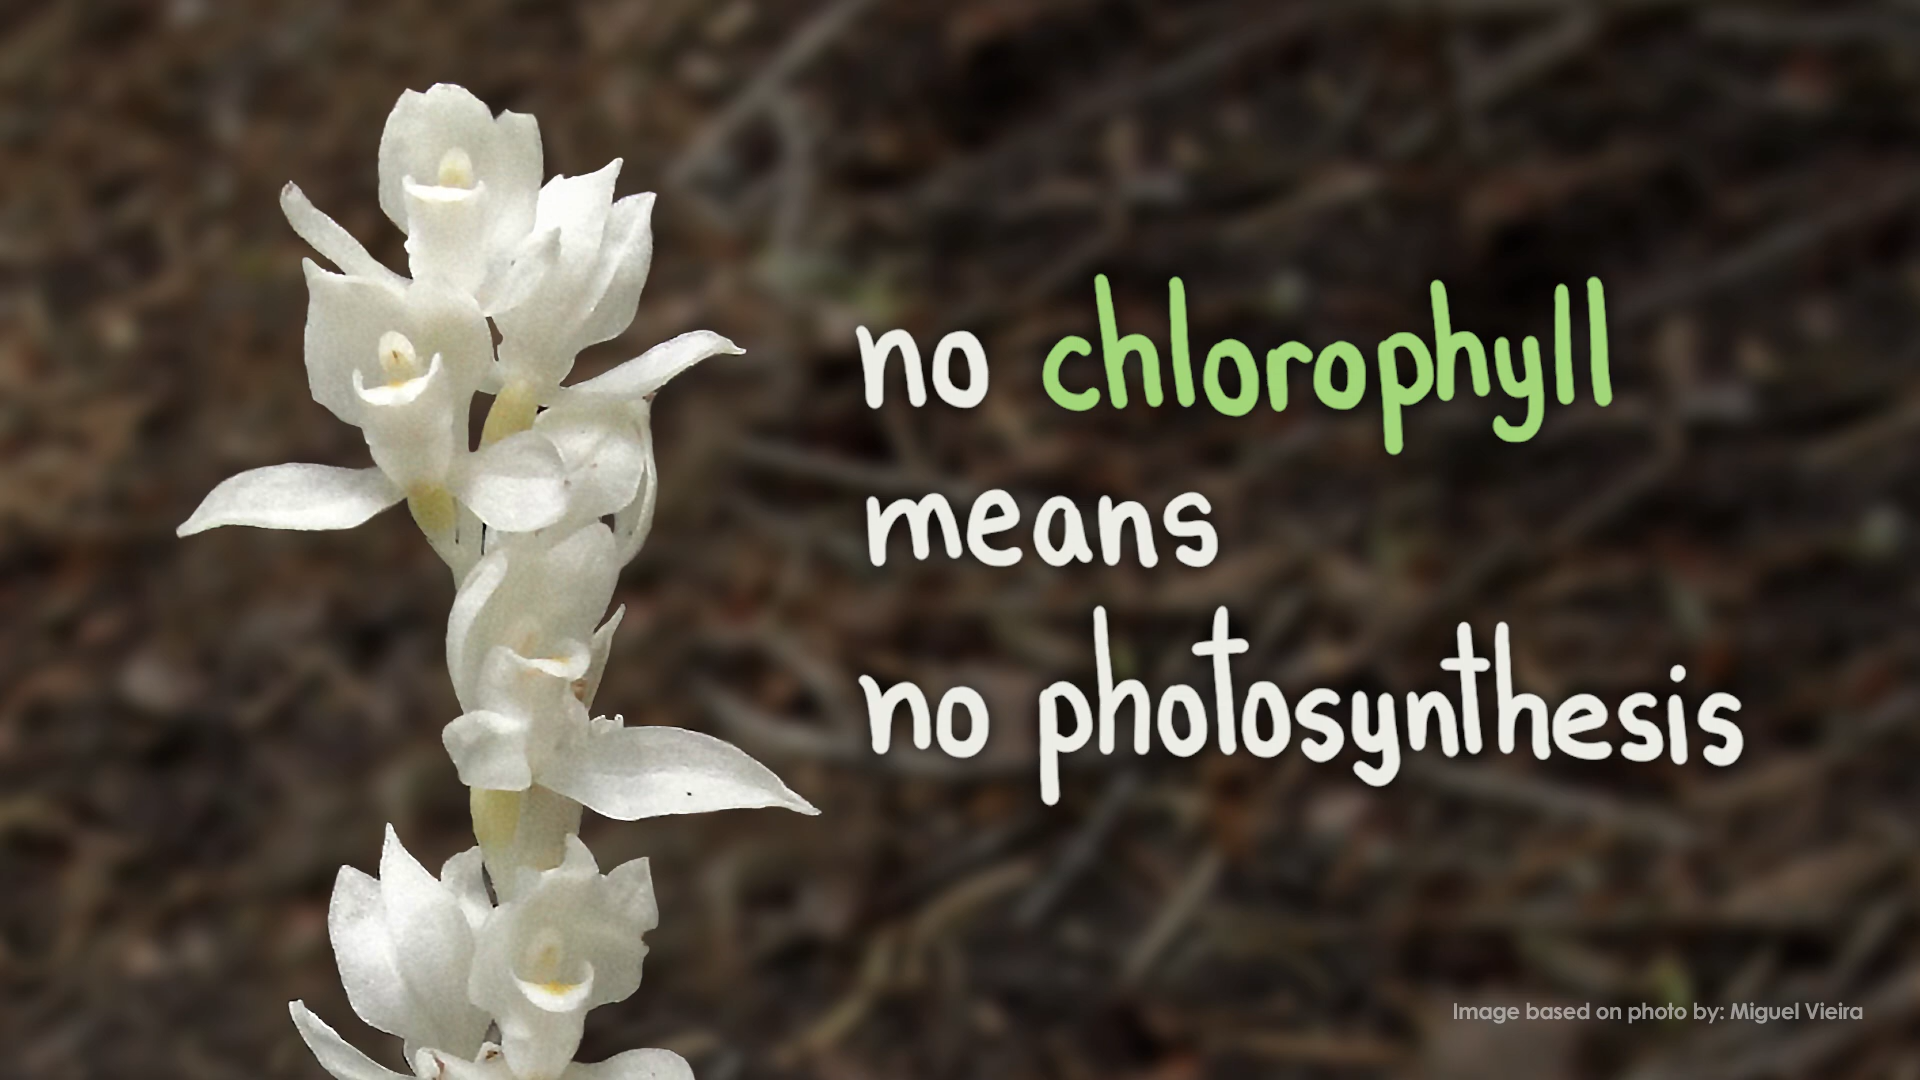 no chlorophyll
means
no photosynthesis
Image based on photo by: Miguel Vieira